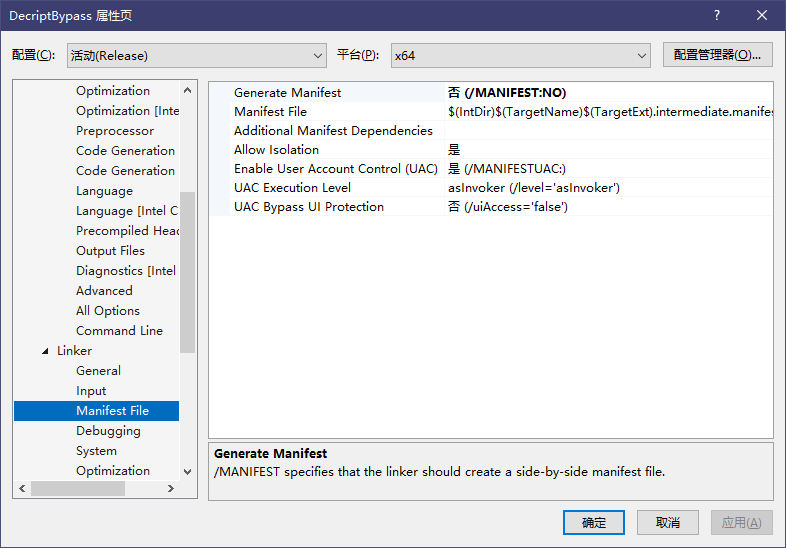 DecriptBypass 属性页
配置(C): 活动(Release) 平台(P): x64 配置管理器(O)...
Optimization
Optimization [Inte
Preprocessor
Code Generation
Code Generation
Language
Language [Intel C
Precompiled Head
Output Files
Diagnostics [Intel
Advanced
All Options
Command Line
Linker
General
Input
Manifest File
Debugging
System
Optimization
Generate Manifest 否 (/MANIFEST:NO)
Manifest File $(IntDir)$(TargetName)$(TargetExt).intermediate.manifes
Additional Manifest Dependencies
Allow Isolation 是
Enable User Account Control (UAC) 是 (/MANIFESTUAC:)
UAC Execution Level asInvoker (/level='asInvoker')
UAC Bypass UI Protection 否 (/uiAccess='false')
Generate Manifest
/MANIFEST specifies that the linker should create a side-by-side manifest file.
确定 取消 应用(A)